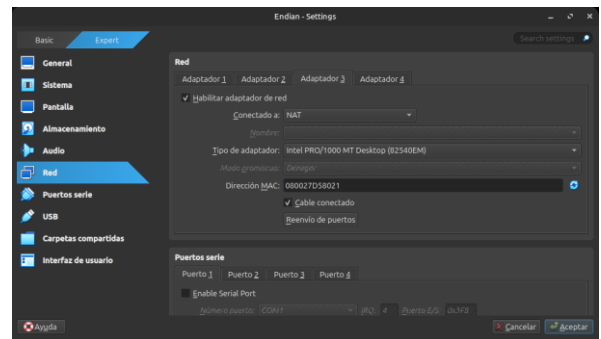 Endian - Settings
Basic Expert
Search settings
General
Sistema
Pantalla
Almacenamiento
Audio
Red
Puertos serie
USB
Carpetas compartidas
Interfaz de usuario
Red
Adaptador 1 Adaptador 2 Adaptador 3 Adaptador 4
Habilitar adaptador de red
Conectado a: NAT
Nombre:
Tipo de adaptador: Intel PRO/1000 MT Desktop (82540EM)
Modo promiscuo: Denegar
Dirección MAC: 080027D58021
Cable conectado
Reenvío de puertos
Puertos serie
Puerto 1 Puerto 2 Puerto 3 Puerto 4
Enable Serial Port
Número puerto: COM1 IRQ: 4 Puerto E/S: 0x3F8
Ayuda
Cancelar Aceptar